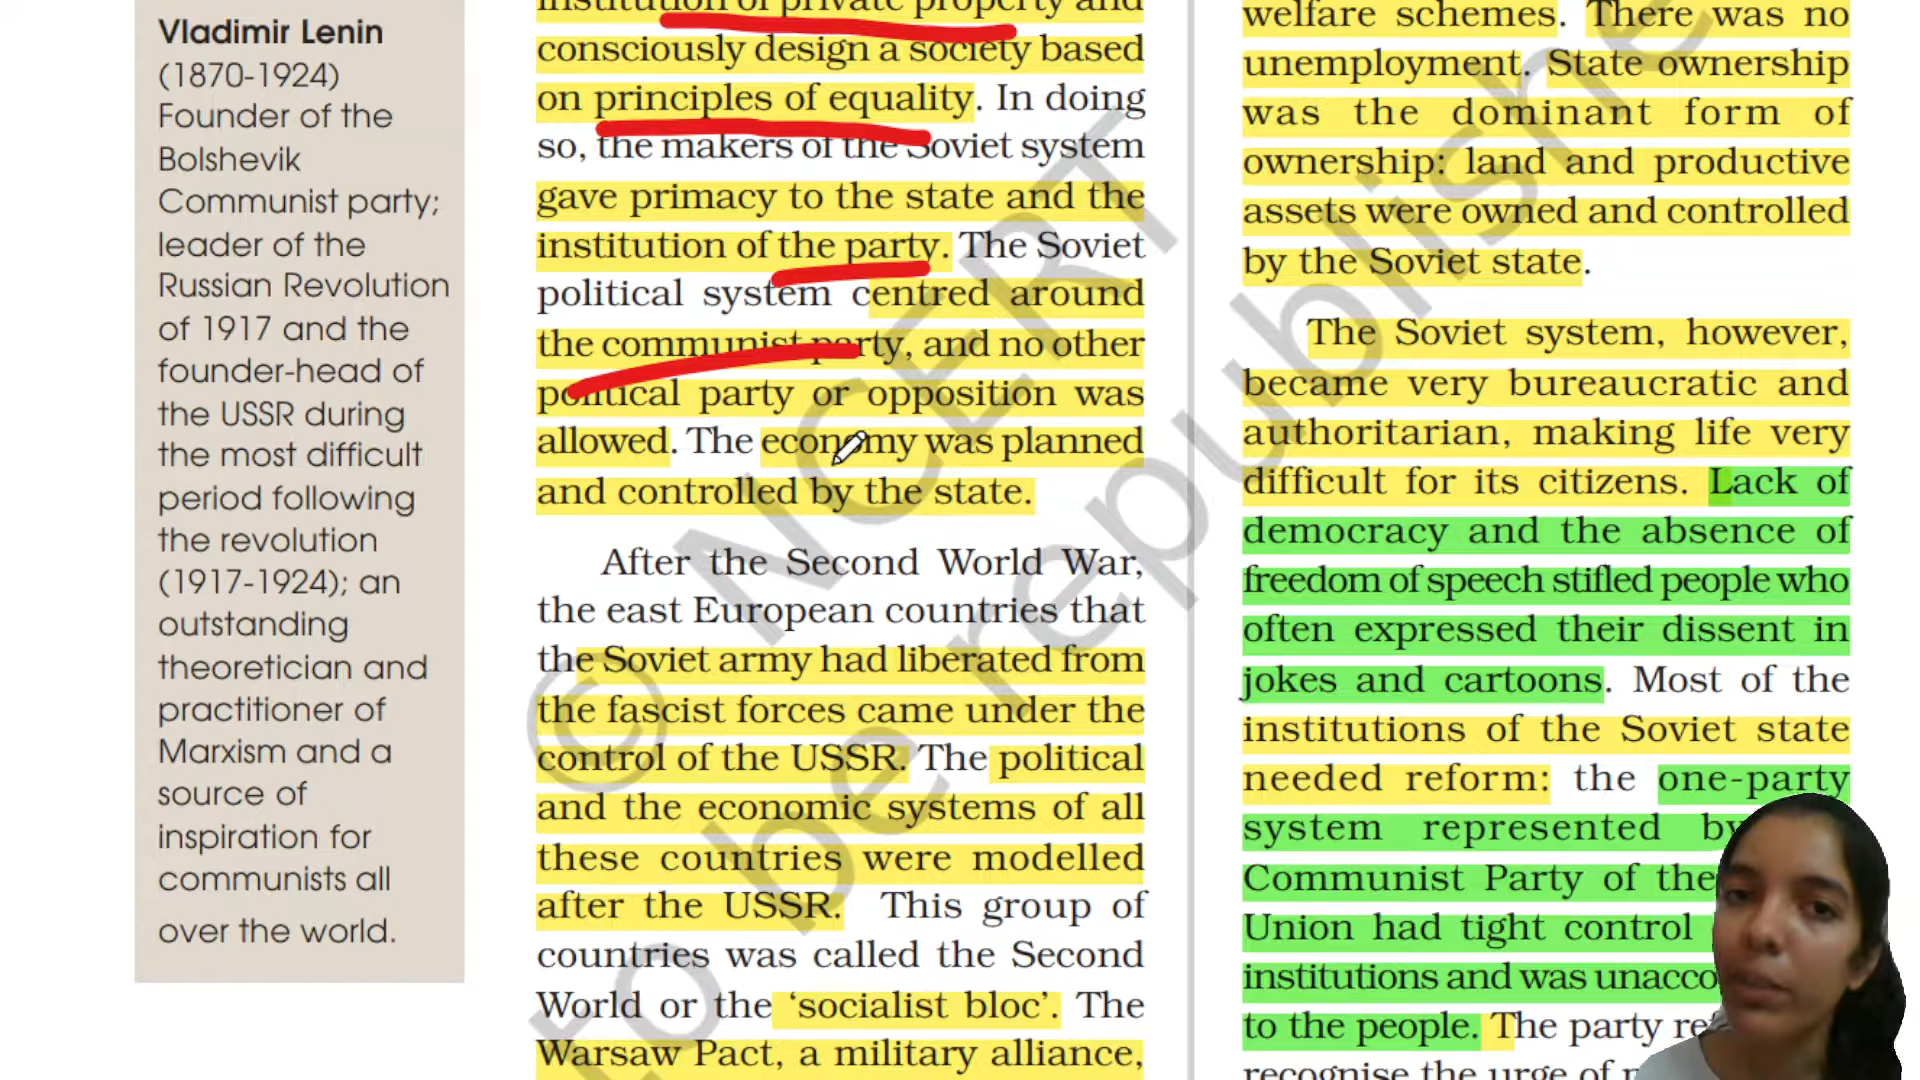 Vladimir Lenin
(1870-1924)
Founder of the
Bolshevik
Communist party;
leader of the
Russian Revolution
of 1917 and the
founder-head of
the USSR during
the most difficult
period following
the revolution
(1917-1924); an
outstanding
theoretician and
practitioner of
Marxism and a
source of
inspiration for
communists all
over the world.
institution of private property and
consciously design a society based
on principles of equality. In doing
so, the makers of the Soviet system
gave primacy to the state and the
institution of the party. The Soviet
political system centred around
the communist party, and no other
political party or opposition was
allowed. The economy was planned
and controlled by the state.
After the Second World War,
the east European countries that
the Soviet army had liberated from
the fascist forces came under the
control of the USSR. The political
and the economic systems of all
these countries were modelled
after the USSR. This group of
countries was called the Second
World or the ‘socialist bloc’. The
Warsaw Pact, a military alliance,
welfare schemes. There was no
unemployment. State ownership
was the dominant form of
ownership: land and productive
assets were owned and controlled
by the Soviet state.
The Soviet system, however,
became very bureaucratic and
authoritarian, making life very
difficult for its citizens. Lack of
democracy and the absence of
freedom of speech stifled people who
often expressed their dissent in
jokes and cartoons. Most of the
institutions of the Soviet state
needed reform: the one-party
system represented by
Communist Party of the
Union had tight control
institutions and was
to the people. The party
recognise the urge of
© NCERT
to be republishe